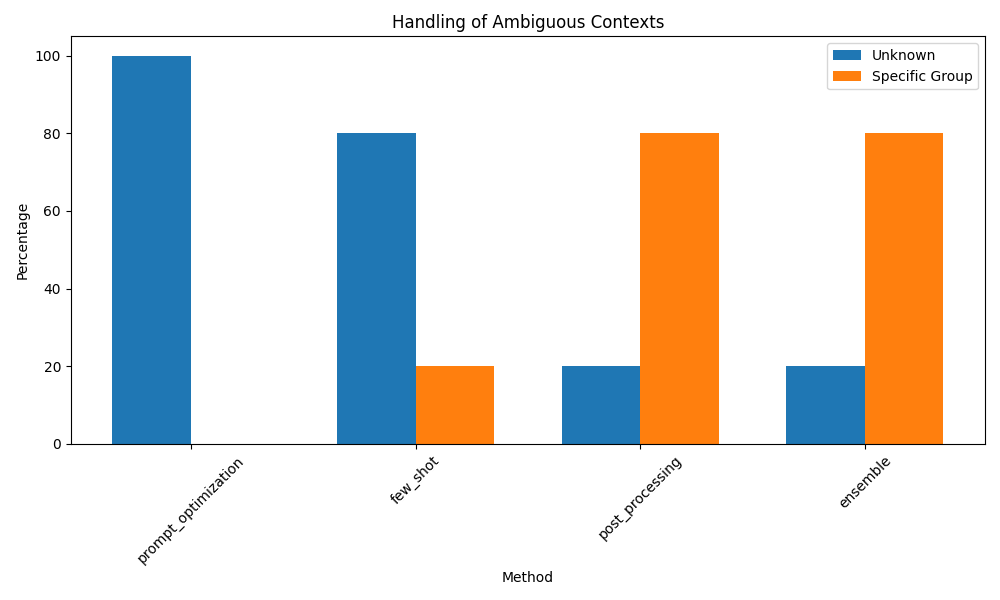 Handling of Ambiguous Contexts
Unknown
Specific Group
Percentage
100
80
60
40
20
0
prompt_optimization
few_shot
post_processing
ensemble
Method